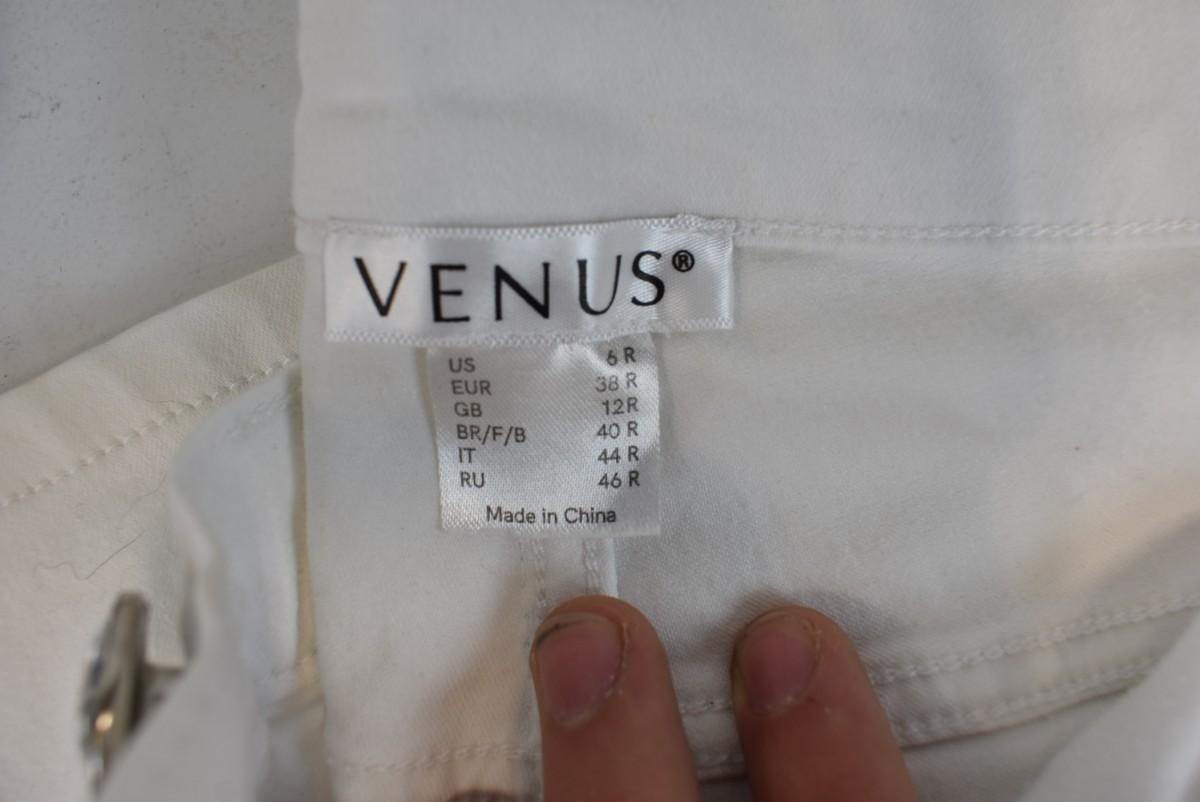 VENUS®
US 6 R
EUR 38 R
GB 12R
BR/F/B 40 R
IT 44 R
RU 46 R
Made in China